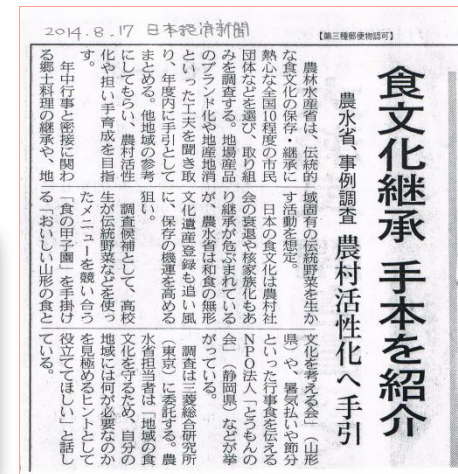 2014.8.17 日本経済新聞
【第三種郵便物認可】
食文化継承 手本を紹介
農水省、事例調査 農村活性化へ手引
農林水産省は、伝統的
な食文化の保存・継承に
熱心な全国10程度の市民
団体などを選び、取り組
みを調査する。地場産品
のブランド化や地産地消
といった工夫を聞き取
り、年度内に手引として
まとめる。他地域の参考
にしてもらい、農村活性
化や担い手育成を目指
す。
年中行事と密接に関わ
る郷土料理の継承や、地
域固有の伝統野菜を生か
す活動を想定。
日本の食文化は農村社
会の衰退や核家族化もあ
り継承が危ぶまれている
が、農水省は和食の無形
文化遺産登録も追い風
に、保存の機運を高める
狙い。
調査候補として、高校
生が伝統野菜などを使っ
たメニューを競い合う
「食の甲子園」を手掛け
る「おいしい山形の食と
文化を考える会」（山形
県）や、暑気払いや節分
といった行事食を伝える
NPO法人「とうもんの
会」（静岡県）などが挙
がっている。
調査は三菱総合研究所
（東京）に委託する。農
水省担当者は「地域の食
文化を守るため、自分の
地域には何が必要なのか
を見極めるヒントとして
役立ててほしい」と話し
ている。